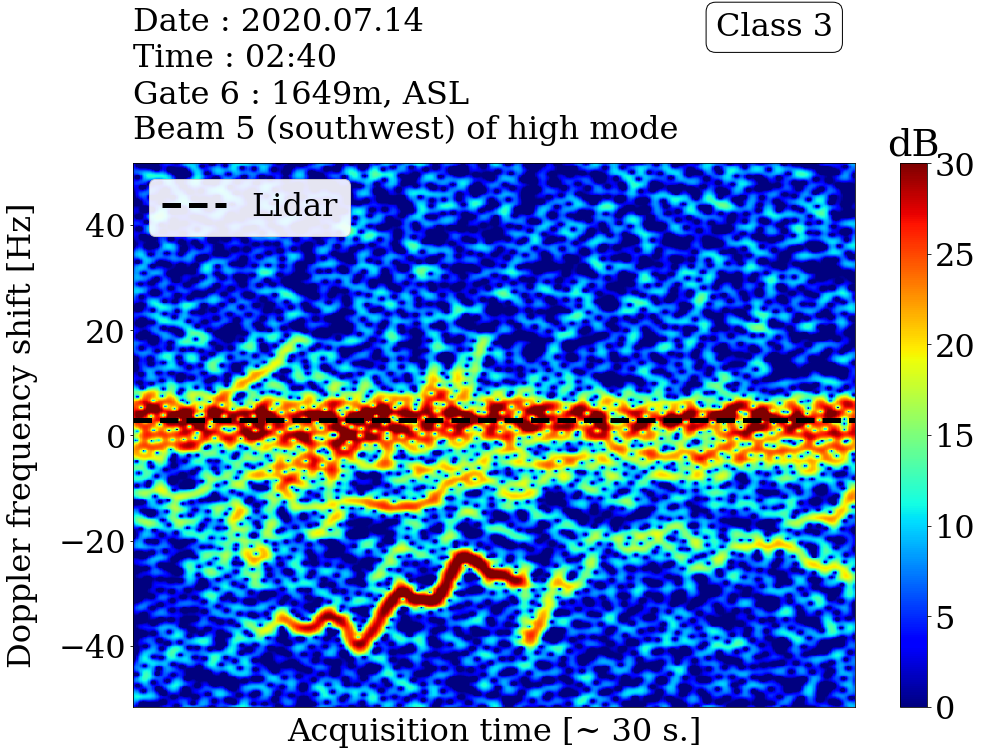 Date : 2020.07.14
Time : 02:40
Gate 6 : 1649m, ASL
Beam 5 (southwest) of high mode
Class 3
dB
Lidar
Doppler frequency shift [Hz]
40
20
0
−20
−40
Acquisition time [~ 30 s.]
30
25
20
15
10
5
0